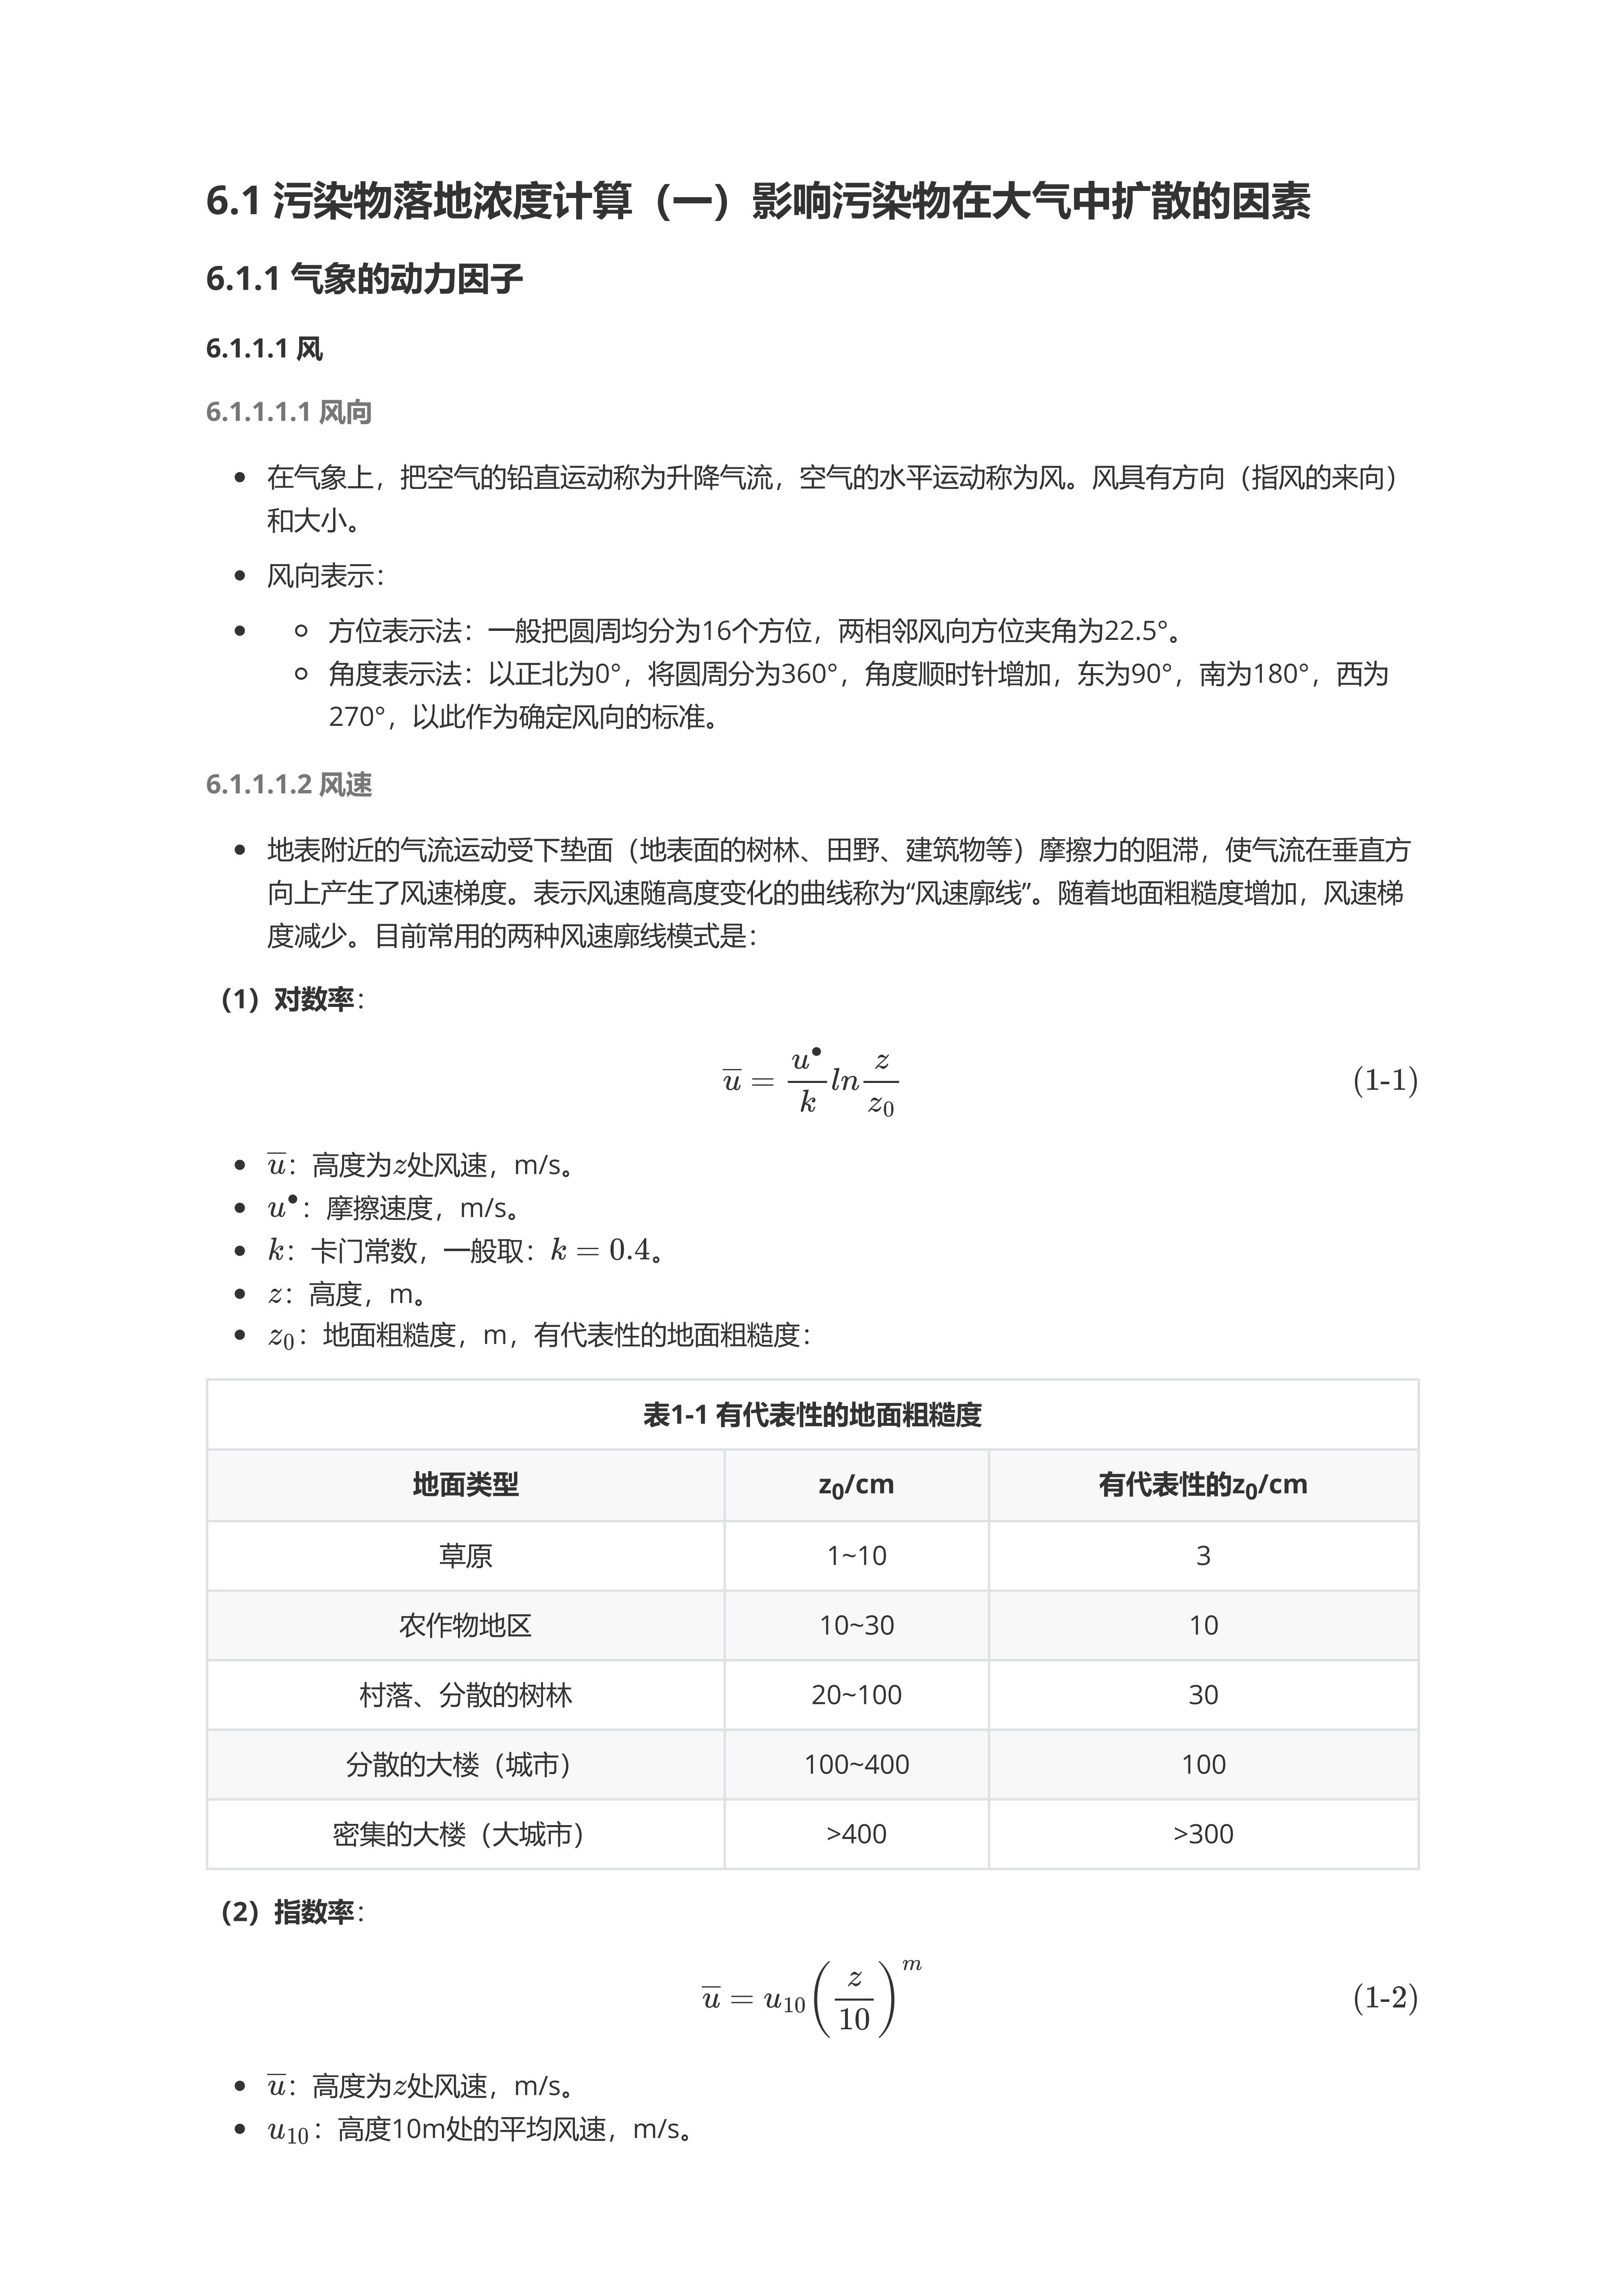 6.1 污染物落地浓度计算（一）影响污染物在大气中扩散的因素
6.1.1 气象的动力因子
6.1.1.1 风
6.1.1.1.1 风向
在气象上，把空气的铅直运动称为升降气流，空气的水平运动称为风。风具有方向（指风的来向）
和大小。
风向表示：
方位表示法：一般把圆周均分为16个方位，两相邻风向方位夹角为22.5°。
角度表示法：以正北为0°，将圆周分为360°，角度顺时针增加，东为90°，南为180°，西为
270°，以此作为确定风向的标准。
6.1.1.1.2 风速
地表附近的气流运动受下垫面（地表面的树林、田野、建筑物等）摩擦力的阻滞，使气流在垂直方
向上产生了风速梯度。表示风速随高度变化的曲线称为“风速廓线”。随着地面粗糙度增加，风速梯
度减少。目前常用的两种风速廓线模式是：
（1）对数率：
$\overline{u} = \frac{u^{\bullet}}{k} ln \frac{z}{z_0}$ (1-1)
$\overline{u}$：高度为$z$处风速，m/s。
$u^{\bullet}$：摩擦速度，m/s。
$k$：卡门常数，一般取：$k = 0.4$。
$z$：高度，m。
$z_0$：地面粗糙度，m，有代表性的地面粗糙度：
表1-1 有代表性的地面粗糙度
地面类型 z₀/cm 有代表性的z₀/cm
草原 1~10 3
农作物地区 10~30 10
村落、分散的树林 20~100 30
分散的大楼（城市） 100~400 100
密集的大楼（大城市） >400 >300
（2）指数率：
$\overline{u} = u_{10} \left( \frac{z}{10} \right)^m$ (1-2)
$\overline{u}$：高度为$z$处风速，m/s。
$u_{10}$：高度10m处的平均风速，m/s。